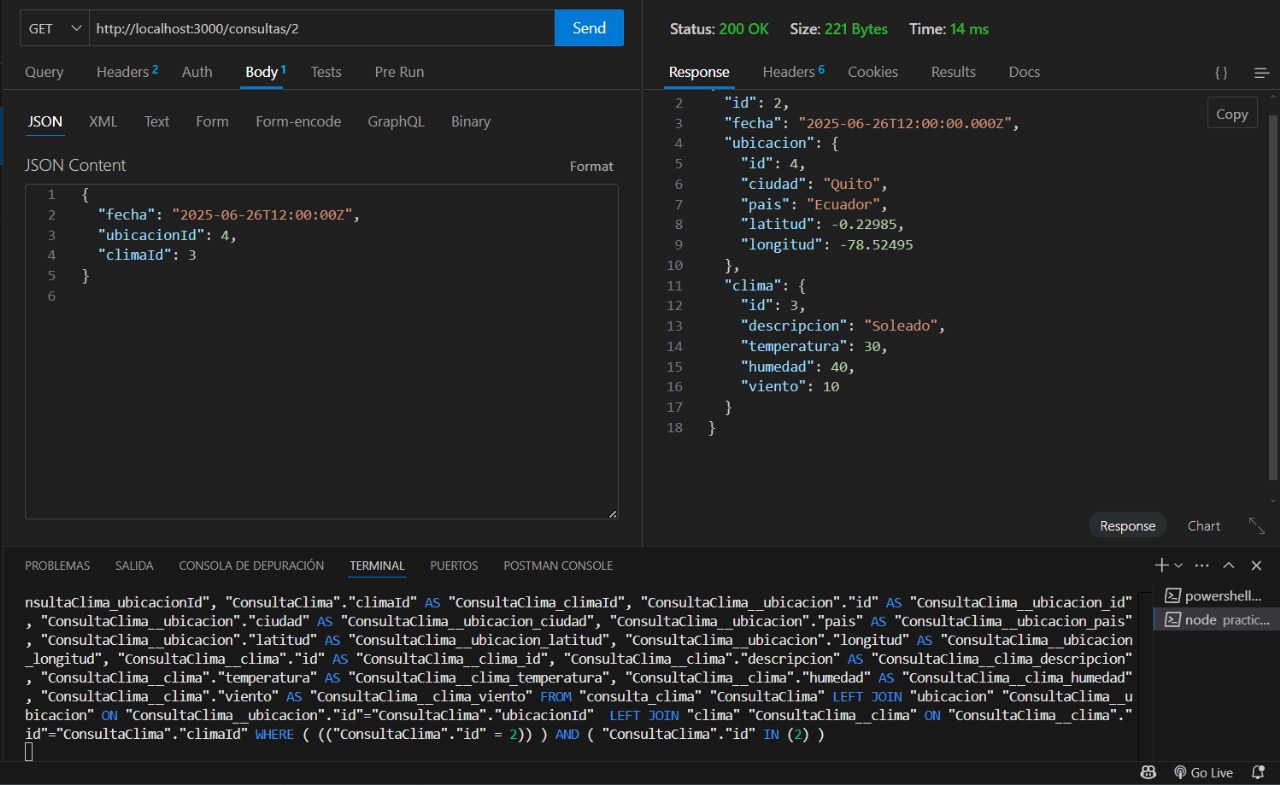 GET http://localhost:3000/consultas/2 Send
Query Headers 2 Auth Body 1 Tests Pre Run
JSON XML Text Form Form-encode GraphQL Binary
JSON Content Format
1 {
2 "fecha": "2025-06-26T12:00:00Z",
3 "ubicacionId": 4,
4 "climaId": 3
5 }
6
Status: 200 OK Size: 221 Bytes Time: 14 ms
Response Headers 6 Cookies Results Docs {}
Copy
2 "id": 2,
3 "fecha": "2025-06-26T12:00:00.000Z",
4 "ubicacion": {
5 "id": 4,
6 "ciudad": "Quito",
7 "pais": "Ecuador",
8 "latitud": -0.22985,
9 "longitud": -78.52495
10 },
11 "clima": {
12 "id": 3,
13 "descripcion": "Soleado",
14 "temperatura": 30,
15 "humedad": 40,
16 "viento": 10
17 }
18 }
Response Chart
PROBLEMAS SALIDA CONSOLA DE DEPURACIÓN TERMINAL PUERTOS POSTMAN CONSOLE
nsultaClima_ubicacionId", "ConsultaClima"."climaId" AS "ConsultaClima_climaId", "ConsultaClima__ubicacion"."id" AS "ConsultaClima__ubicacion_id"
, "ConsultaClima__ubicacion"."ciudad" AS "ConsultaClima__ubicacion_ciudad", "ConsultaClima__ubicacion"."pais" AS "ConsultaClima__ubicacion_pais"
, "ConsultaClima__ubicacion"."latitud" AS "ConsultaClima__ubicacion_latitud", "ConsultaClima__ubicacion"."longitud" AS "ConsultaClima__ubicacion
_longitud", "ConsultaClima__clima"."id" AS "ConsultaClima__clima_id", "ConsultaClima__clima"."descripcion" AS "ConsultaClima__clima_descripcion"
, "ConsultaClima__clima"."temperatura" AS "ConsultaClima__clima_temperatura", "ConsultaClima__clima"."humedad" AS "ConsultaClima__clima_humedad"
, "ConsultaClima__clima"."viento" AS "ConsultaClima__clima_viento" FROM "consulta_clima" "ConsultaClima" LEFT JOIN "ubicacion" "ConsultaClima__u
bicacion" ON "ConsultaClima__ubicacion"."id"="ConsultaClima"."ubicacionId"  LEFT JOIN "clima" "ConsultaClima__clima" ON "ConsultaClima__clima"."
id"="ConsultaClima"."climaId" WHERE ( (("ConsultaClima"."id" = 2)) ) AND ( "ConsultaClima"."id" IN (2) )
powershell...
node practic...
Go Live